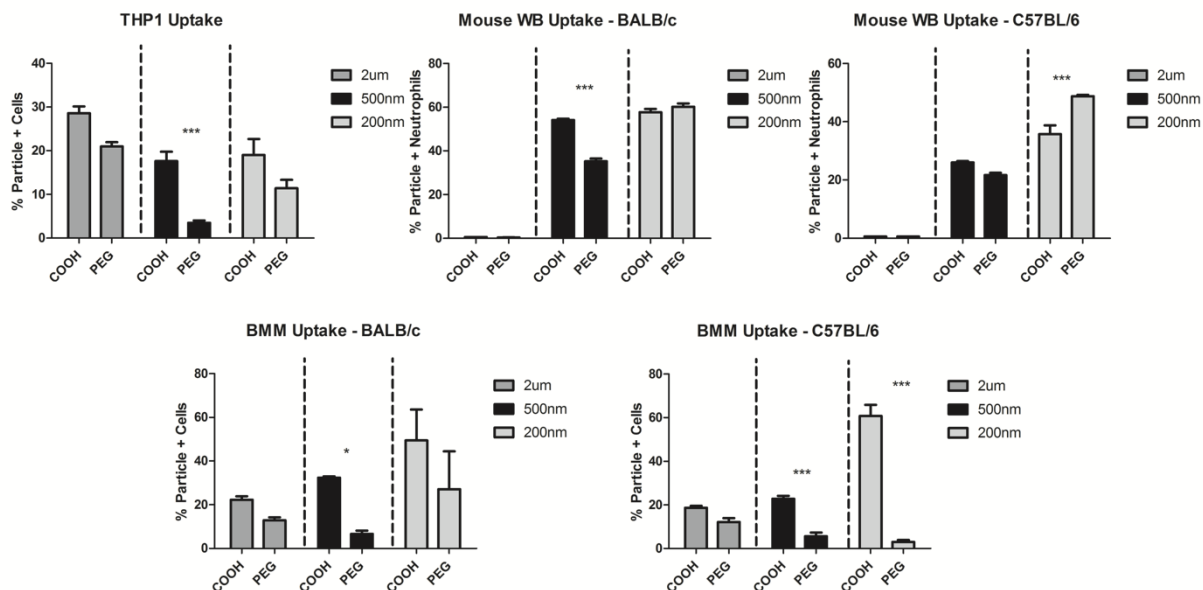 THP1 Uptake
% Particle + Cells
40
30
20
10
0
***
2um
500nm
200nm
COOH
PEG
COOH
PEG
COOH
PEG
Mouse WB Uptake - BALB/c
% Particle + Neutrophils
80
60
40
20
0
***
2um
500nm
200nm
COOH
PEG
COOH
PEG
COOH
PEG
Mouse WB Uptake - C57BL/6
% Particle + Neutrophils
60
40
20
0
***
2um
500nm
200nm
COOH
PEG
COOH
PEG
COOH
PEG
BMM Uptake - BALB/c
% Particle + Cells
80
60
40
20
0
*
2um
500nm
200nm
COOH
PEG
COOH
PEG
COOH
PEG
BMM Uptake - C57BL/6
% Particle + Cells
80
60
40
20
0
***
***
2um
500nm
200nm
COOH
PEG
COOH
PEG
COOH
PEG